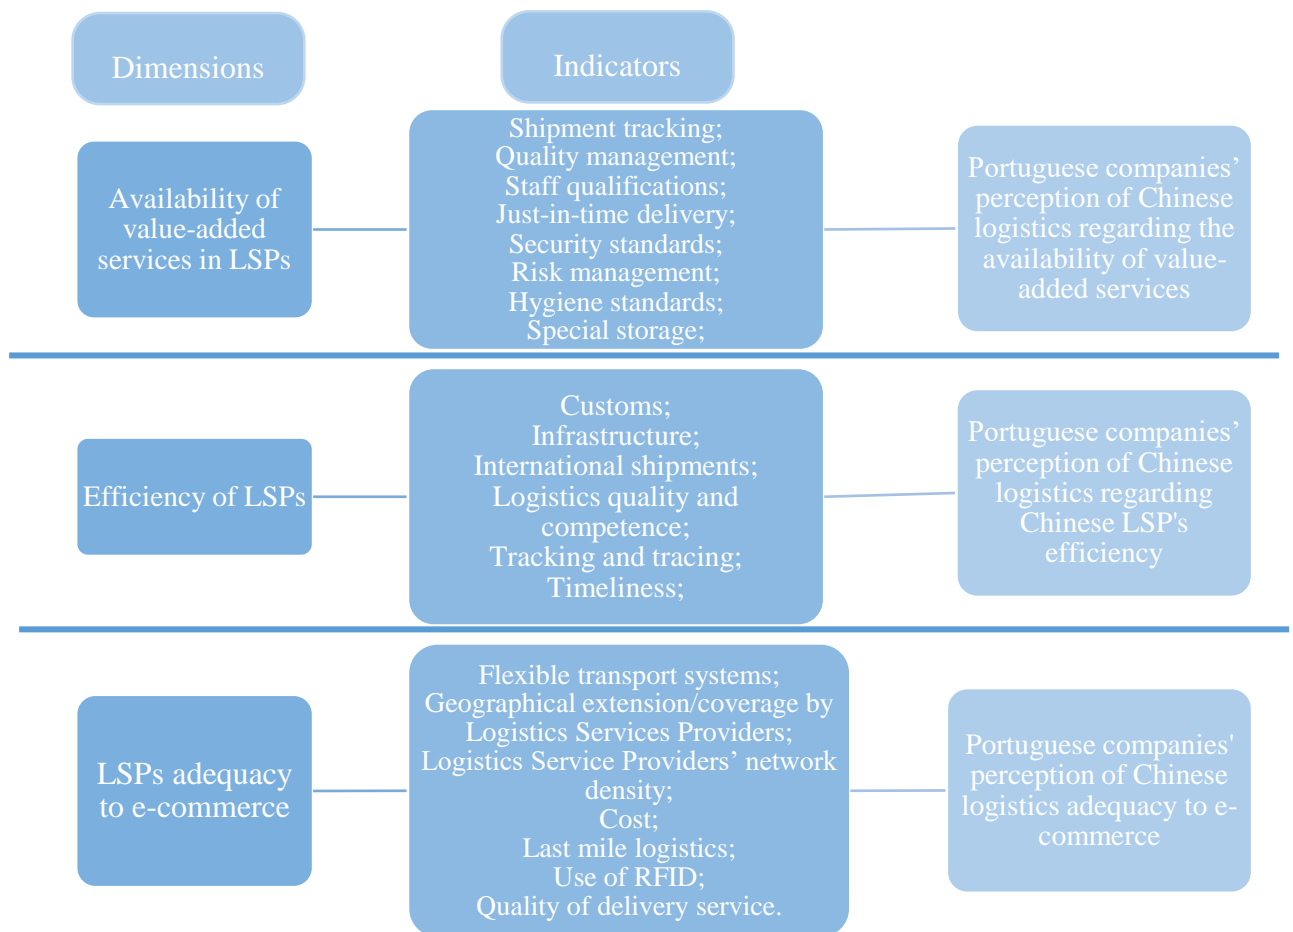 Dimensions
Indicators
Availability of
value-added
services in LSPs
Shipment tracking;
Quality management;
Staff qualifications;
Just-in-time delivery;
Security standards;
Risk management;
Hygiene standards;
Special storage;
Portuguese companies’
perception of Chinese
logistics regarding the
availability of value-
added services
Efficiency of LSPs
Customs;
Infrastructure;
International shipments;
Logistics quality and
competence;
Tracking and tracing;
Timeliness;
Portuguese companies’
perception of Chinese
logistics regarding
Chinese LSP's
efficiency
LSPs adequacy
to e-commerce
Flexible transport systems;
Geographical extension/coverage by
Logistics Services Providers;
Logistics Service Providers’ network
density;
Cost;
Last mile logistics;
Use of RFID;
Quality of delivery service.
Portuguese companies'
perception of Chinese
logistics adequacy to e-
commerce